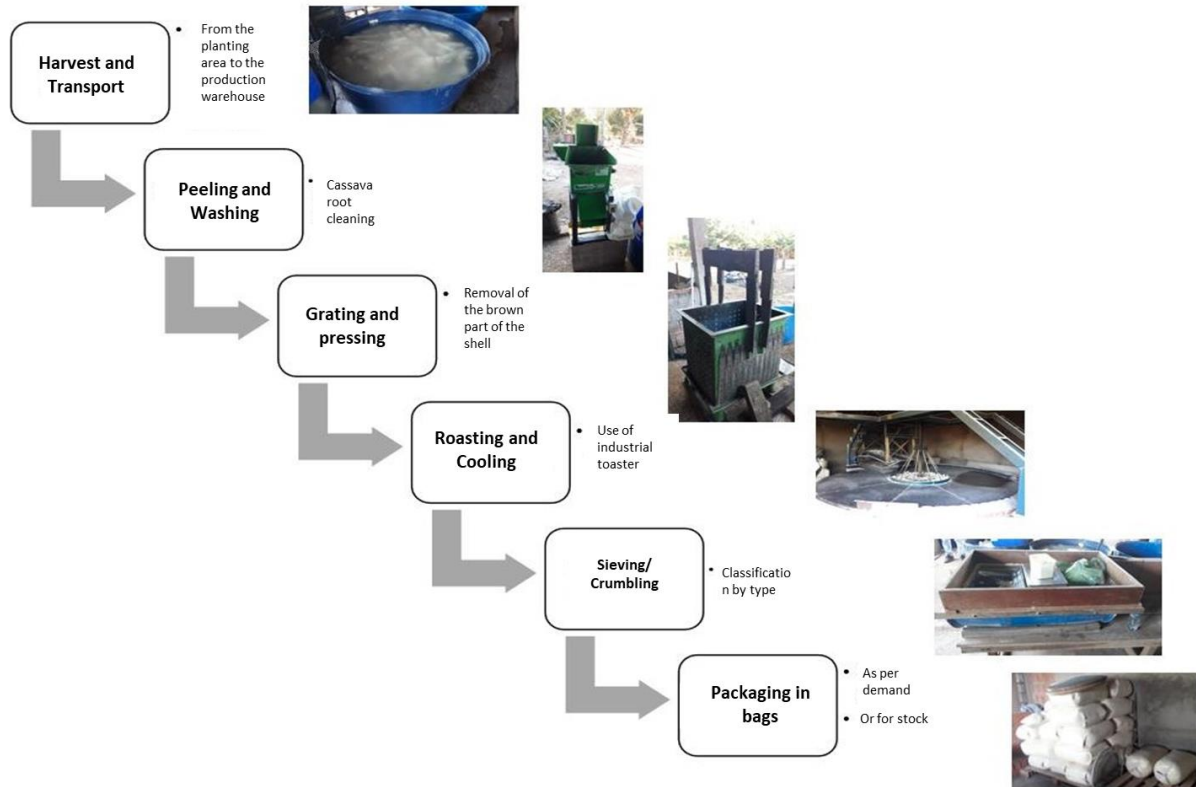 Harvest and
Transport
• From the
planting
area to the
production
warehouse
Peeling and
Washing
• Cassava
root
cleaning
Grating and
pressing
• Removal of
the brown
part of the
shell
Roasting and
Cooling
• Use of
industrial
toaster
Sieving/
Crumbling
• Classificatio
n by type
Packaging in
bags
• As per
demand
• Or for stock